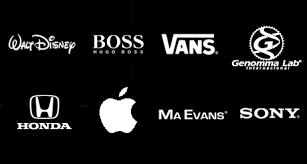 WALT DISNEY
BOSS
HUGO BOSS
VANS®
Genomma Lab®
Internacional
HONDA
MA EVANS®
SONY®